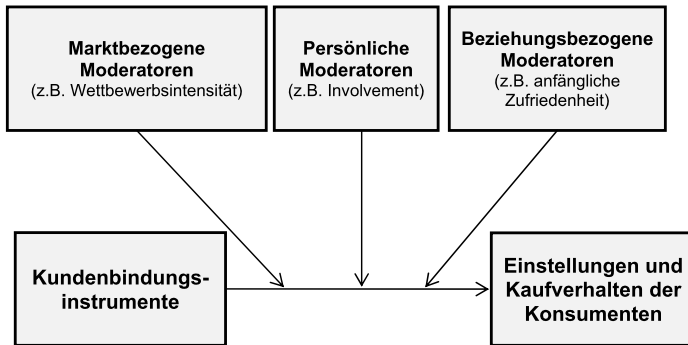 Marktbezogene
Moderatoren
(z.B. Wettbewerbsintensität)
Persönliche
Moderatoren
(z.B. Involvement)
Beziehungsbezogene
Moderatoren
(z.B. anfängliche
Zufriedenheit)
Kundenbindungs-
instrumente
Einstellungen und
Kaufverhalten der
Konsumenten